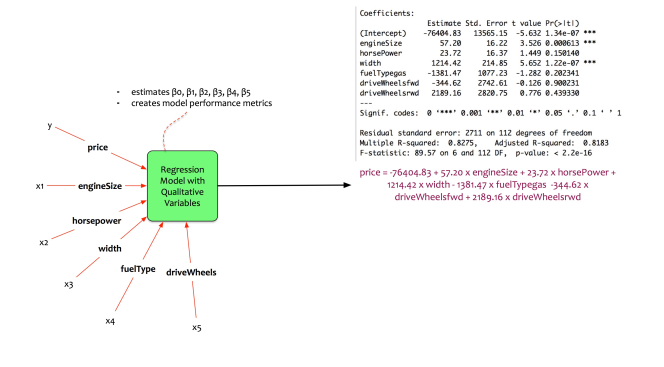 Coefficients:
Estimate Std. Error t value Pr(>|t|)
(Intercept) -76404.83 13565.15 -5.632 1.34e-07 ***
engineSize 57.20 16.22 3.526 0.000613 ***
horsePower 23.72 16.37 1.449 0.150140
width 1214.42 214.85 5.652 1.22e-07 ***
fuelTypegas -1381.47 1077.23 -1.282 0.202341
driveWheelsfwd -344.62 2742.61 -0.126 0.900231
driveWheelsrwd 2189.16 2820.75 0.776 0.439330
---
Signif. codes: 0 ‘***’ 0.001 ‘**’ 0.01 ‘*’ 0.05 ‘.’ 0.1 ‘ ’ 1
Residual standard error: 2711 on 112 degrees of freedom
Multiple R-squared: 0.8275, Adjusted R-squared: 0.8183
F-statistic: 89.57 on 6 and 112 DF, p-value: < 2.2e-16
price = -76404.83 + 57.20 x engineSize + 23.72 x horsePower +
1214.42 x width - 1381.47 x fuelTypegas -344.62 x
driveWheelsfwd + 2189.16 x driveWheelsrwd
- estimates β0, β1, β2, β3, β4, β5
- creates model performance metrics
y
price
x1
engineSize
horsepower
x2
width
x3
fuelType
x4
driveWheels
x5
Regression
Model with
Qualitative
Variables